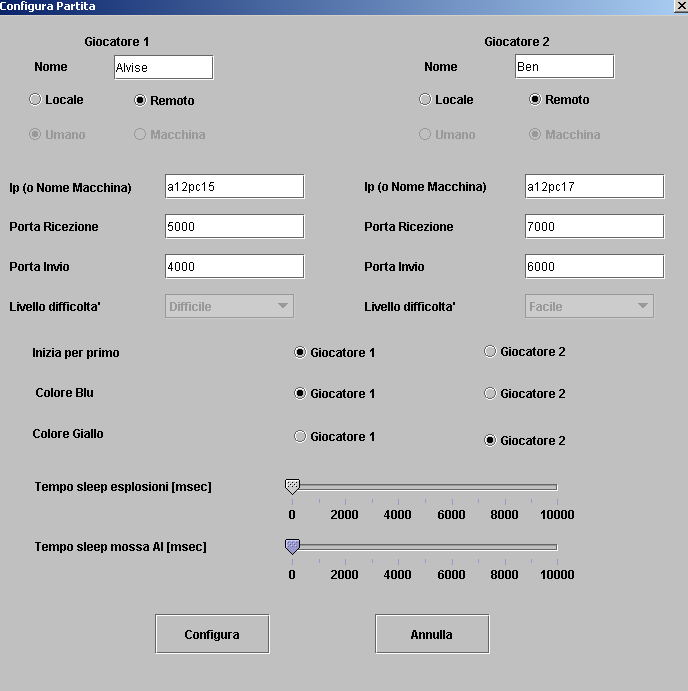 Configura Partita
Giocatore 1 Giocatore 2
Nome Alvise Nome Ben
Locale Remoto Locale Remoto
Umano Macchina Umano Macchina
Ip (o Nome Macchina) a12pc15 Ip (o Nome Macchina) a12pc17
Porta Ricezione 5000 Porta Ricezione 7000
Porta Invio 4000 Porta Invio 6000
Livello difficolta' Difficile Livello difficolta' Facile
Inizia per primo Giocatore 1 Giocatore 2
Colore Blu Giocatore 1 Giocatore 2
Colore Giallo Giocatore 1 Giocatore 2
Tempo sleep esplosioni [msec]
0 2000 4000 6000 8000 10000
Tempo sleep mossa AI [msec]
0 2000 4000 6000 8000 10000
Configura Annulla